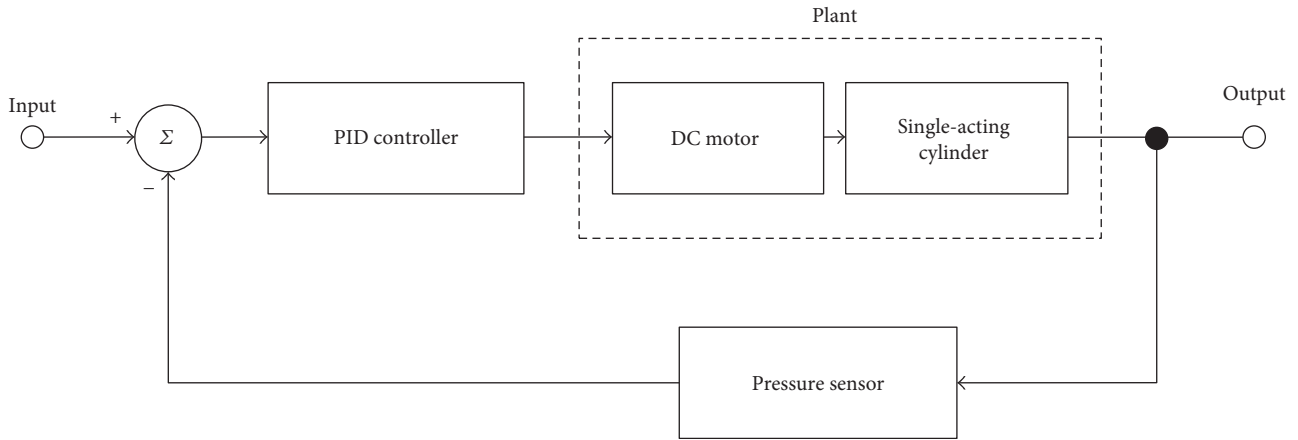 Plant
Input
Output
+
Σ
−
PID controller
DC motor
Single-acting
cylinder
Pressure sensor